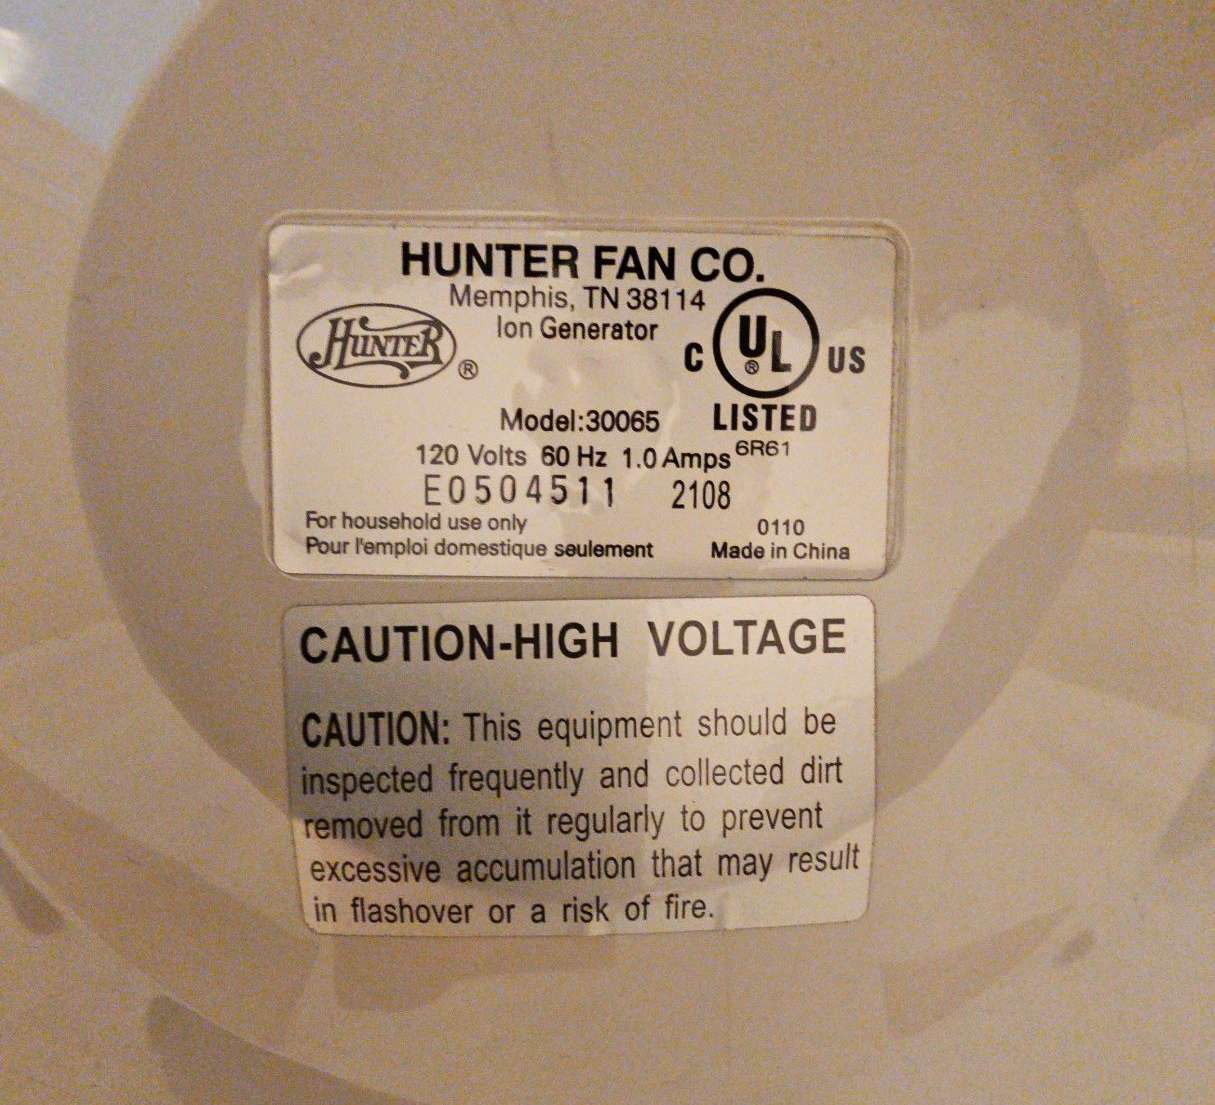 HUNTER FAN CO.
Memphis, TN 38114
Ion Generator
HUNTER ®
C UL ® US
LISTED
Model:30065
120 Volts 60 Hz 1.0 Amps 6R61
E0504511 2108
For household use only 0110
Pour l'emploi domestique seulement Made in China
CAUTION-HIGH VOLTAGE
CAUTION: This equipment should be
inspected frequently and collected dirt
removed from it regularly to prevent
excessive accumulation that may result
in flashover or a risk of fire.